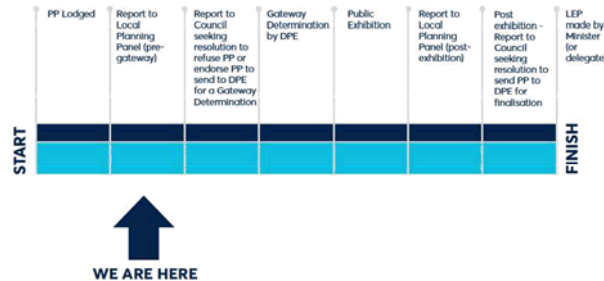 PP Lodged
Report to
Local
Planning
Panel (pre-
gateway)
Report to
Council
seeking
resolution to
refuse PP or
endorse PP to
send to DPE
for a Gateway
Determination
Gateway
Determination
by DPE
Public
Exhibition
Report to
Local
Planning
Panel (post-
exhibition)
Post
exhibition -
Report to
Council
seeking
resolution to
send PP to
DPE for
finalisation
LEP
made by
Minister
(or
delegate)
START
FINISH
WE ARE HERE